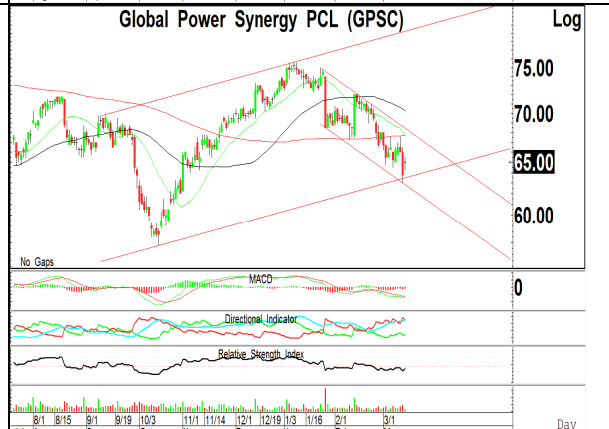 Global Power Synergy PCL (GPSC)
Log
75.00
70.00
65.00
60.00
No Gaps
MACD
0
Directional Indicator
Relative Strength Index
8/1 8/15 9/1 9/19 10/3 11/1 11/14 12/1 12/19 1/3 1/16 2/1 3/1
Day